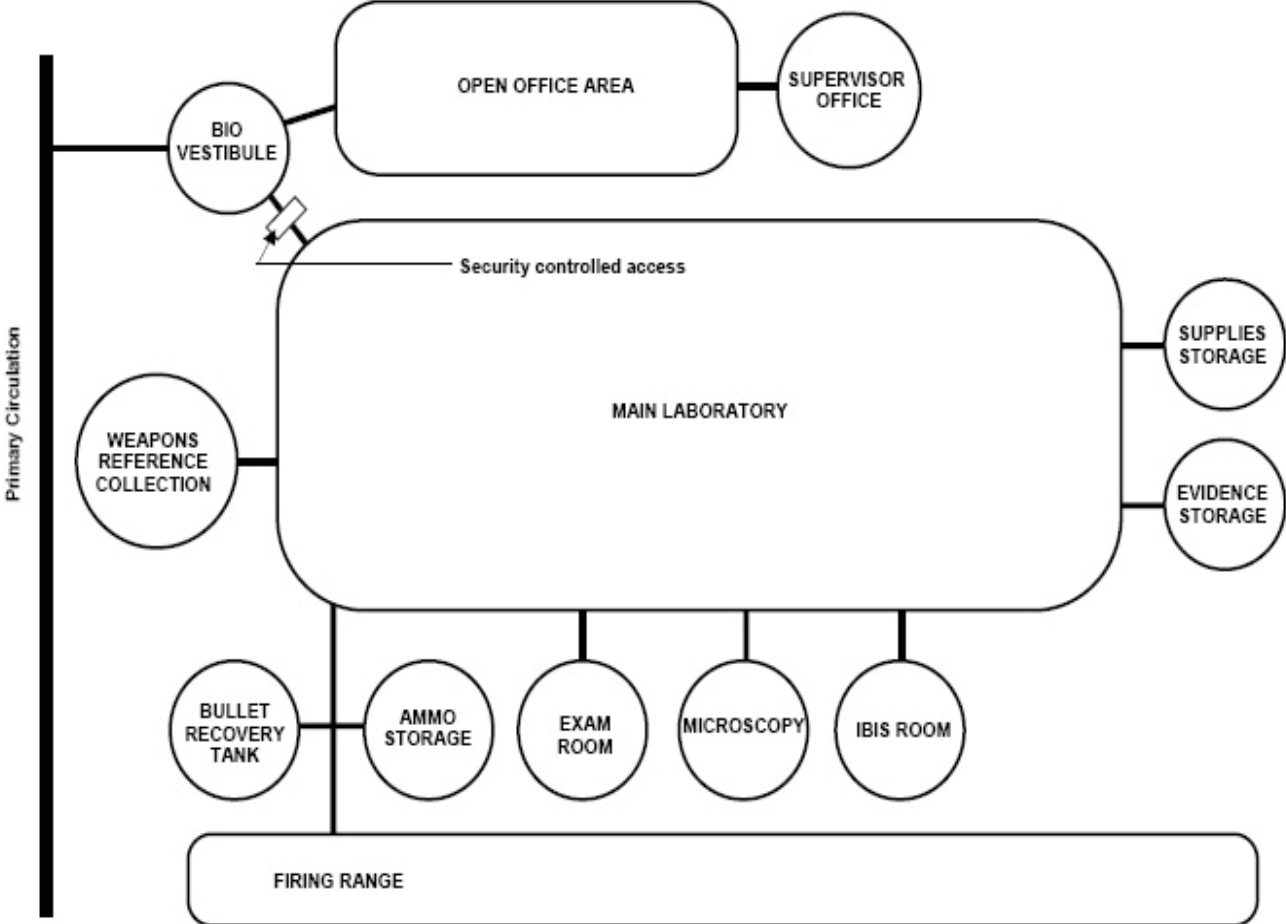 OPEN OFFICE AREA
SUPERVISOR
OFFICE
BIO
VESTIBULE
Security controlled access
Primary Circulation
SUPPLIES
STORAGE
MAIN LABORATORY
WEAPONS
REFERENCE
COLLECTION
EVIDENCE
STORAGE
BULLET
RECOVERY
TANK
AMMO
STORAGE
EXAM
ROOM
MICROSCOPY
IBIS ROOM
FIRING RANGE